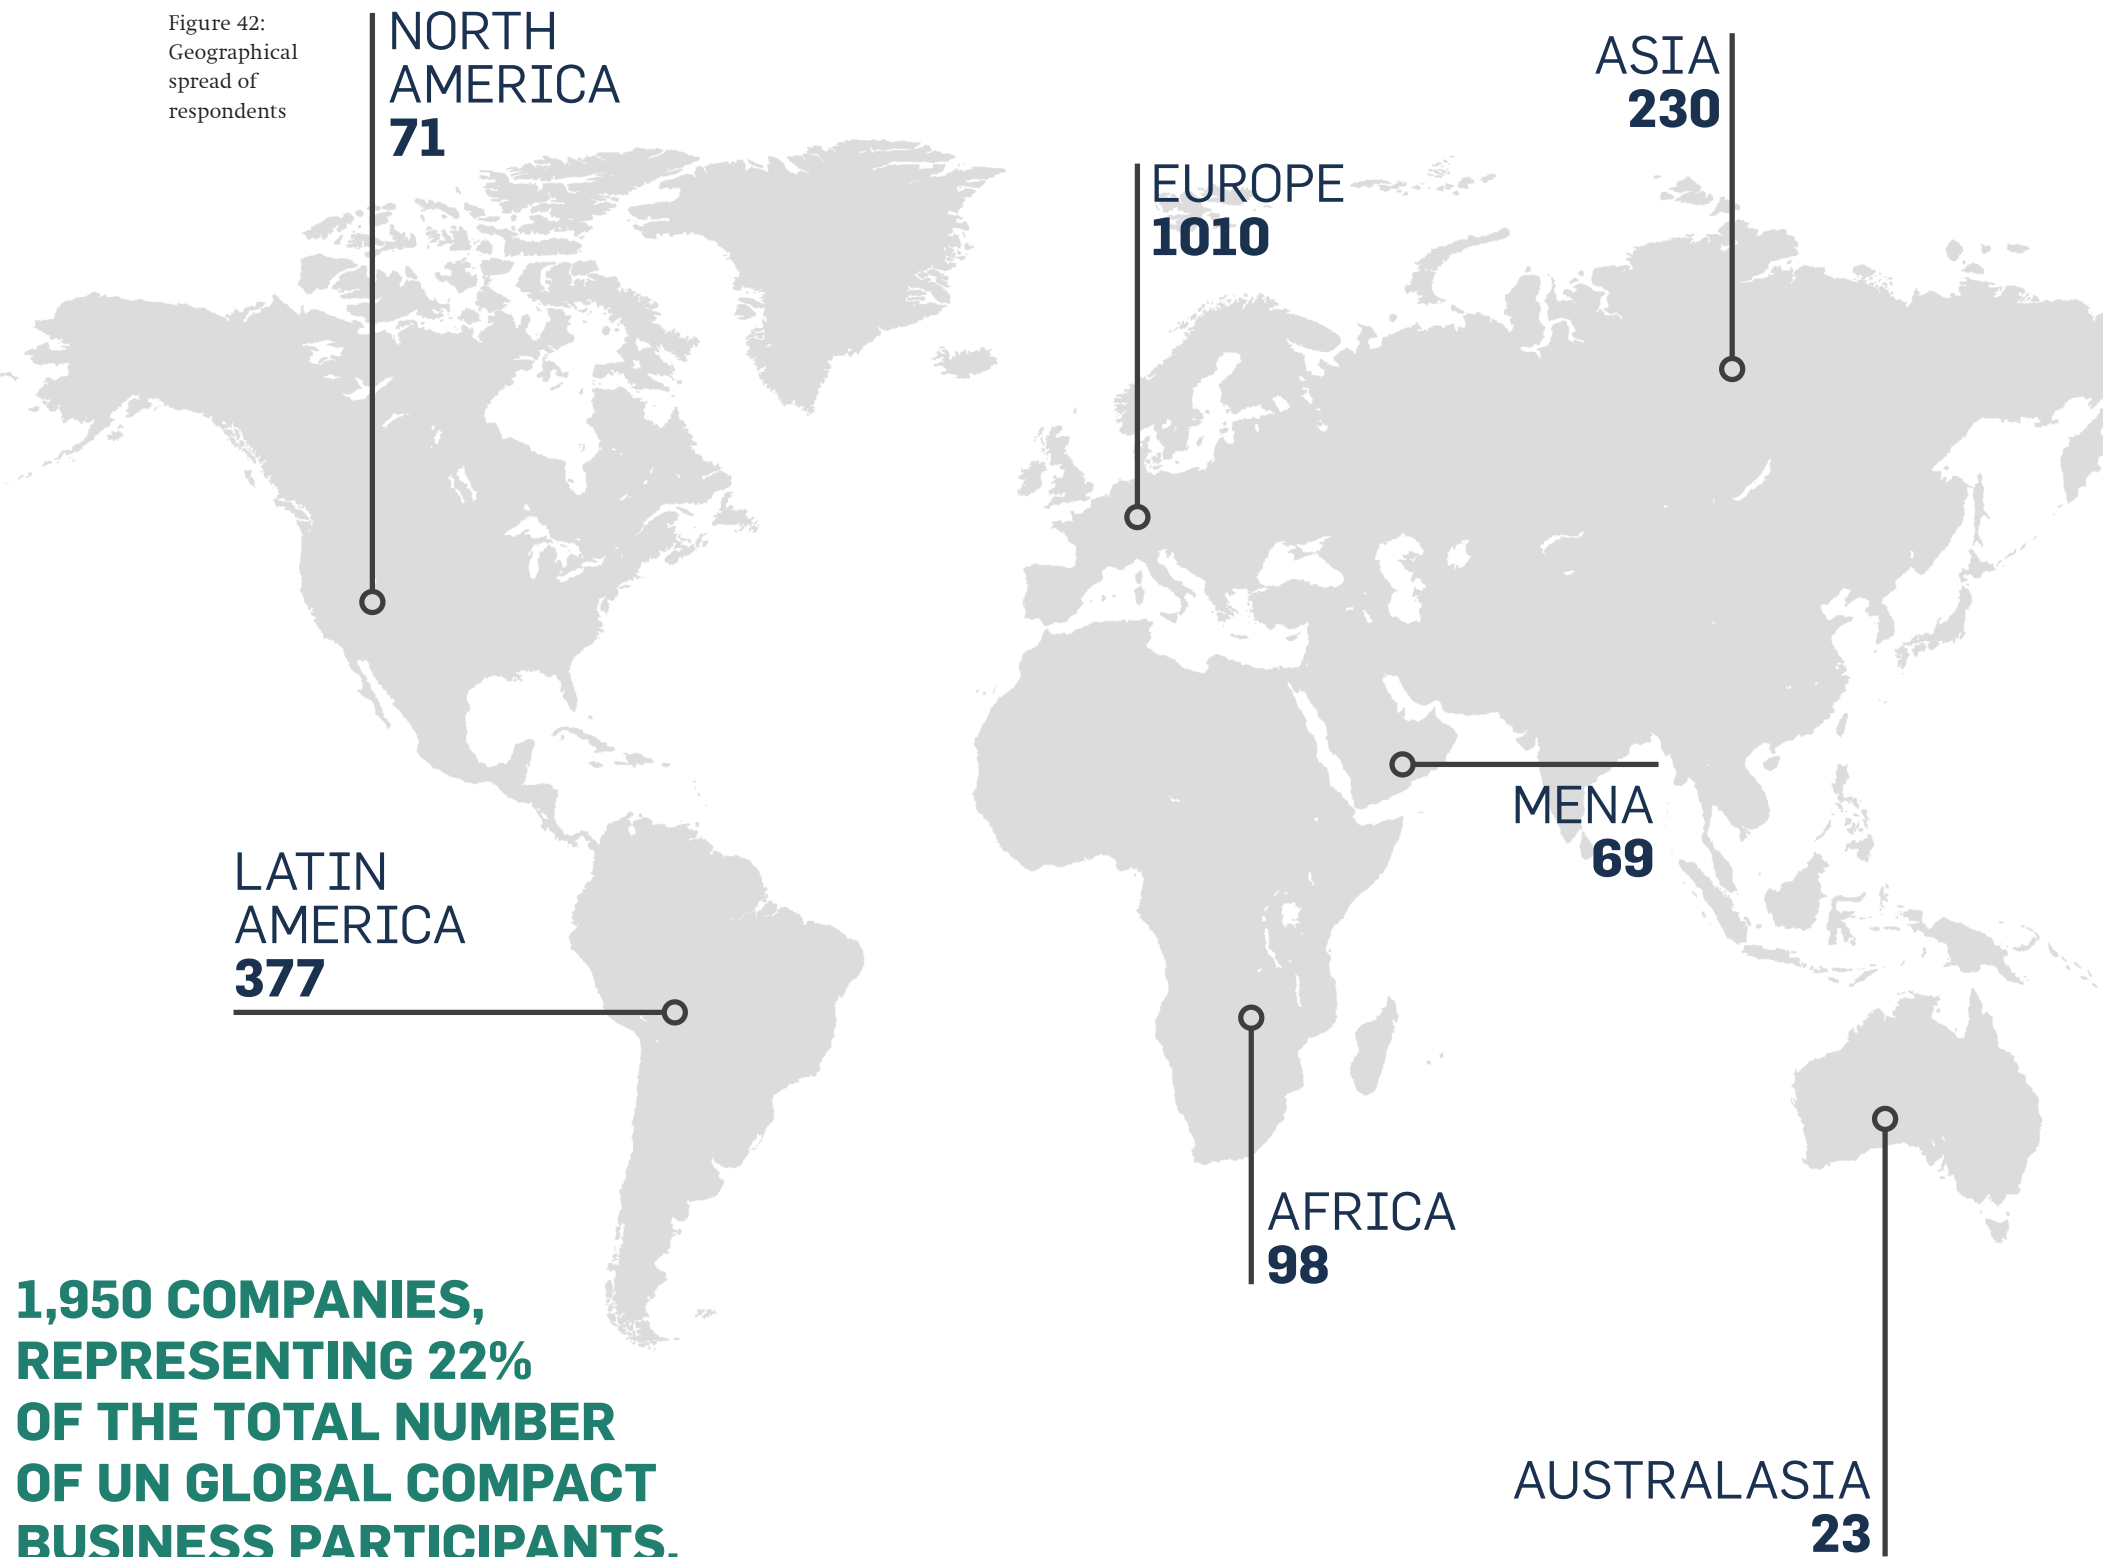 Figure 42:
Geographical
spread of
respondents
NORTH
AMERICA
71
ASIA
230
EUROPE
1010
MENA
69
LATIN
AMERICA
377
AFRICA
98
1,950 COMPANIES,
REPRESENTING 22%
OF THE TOTAL NUMBER
OF UN GLOBAL COMPACT
BUSINESS PARTICIPANTS.
AUSTRALASIA
23